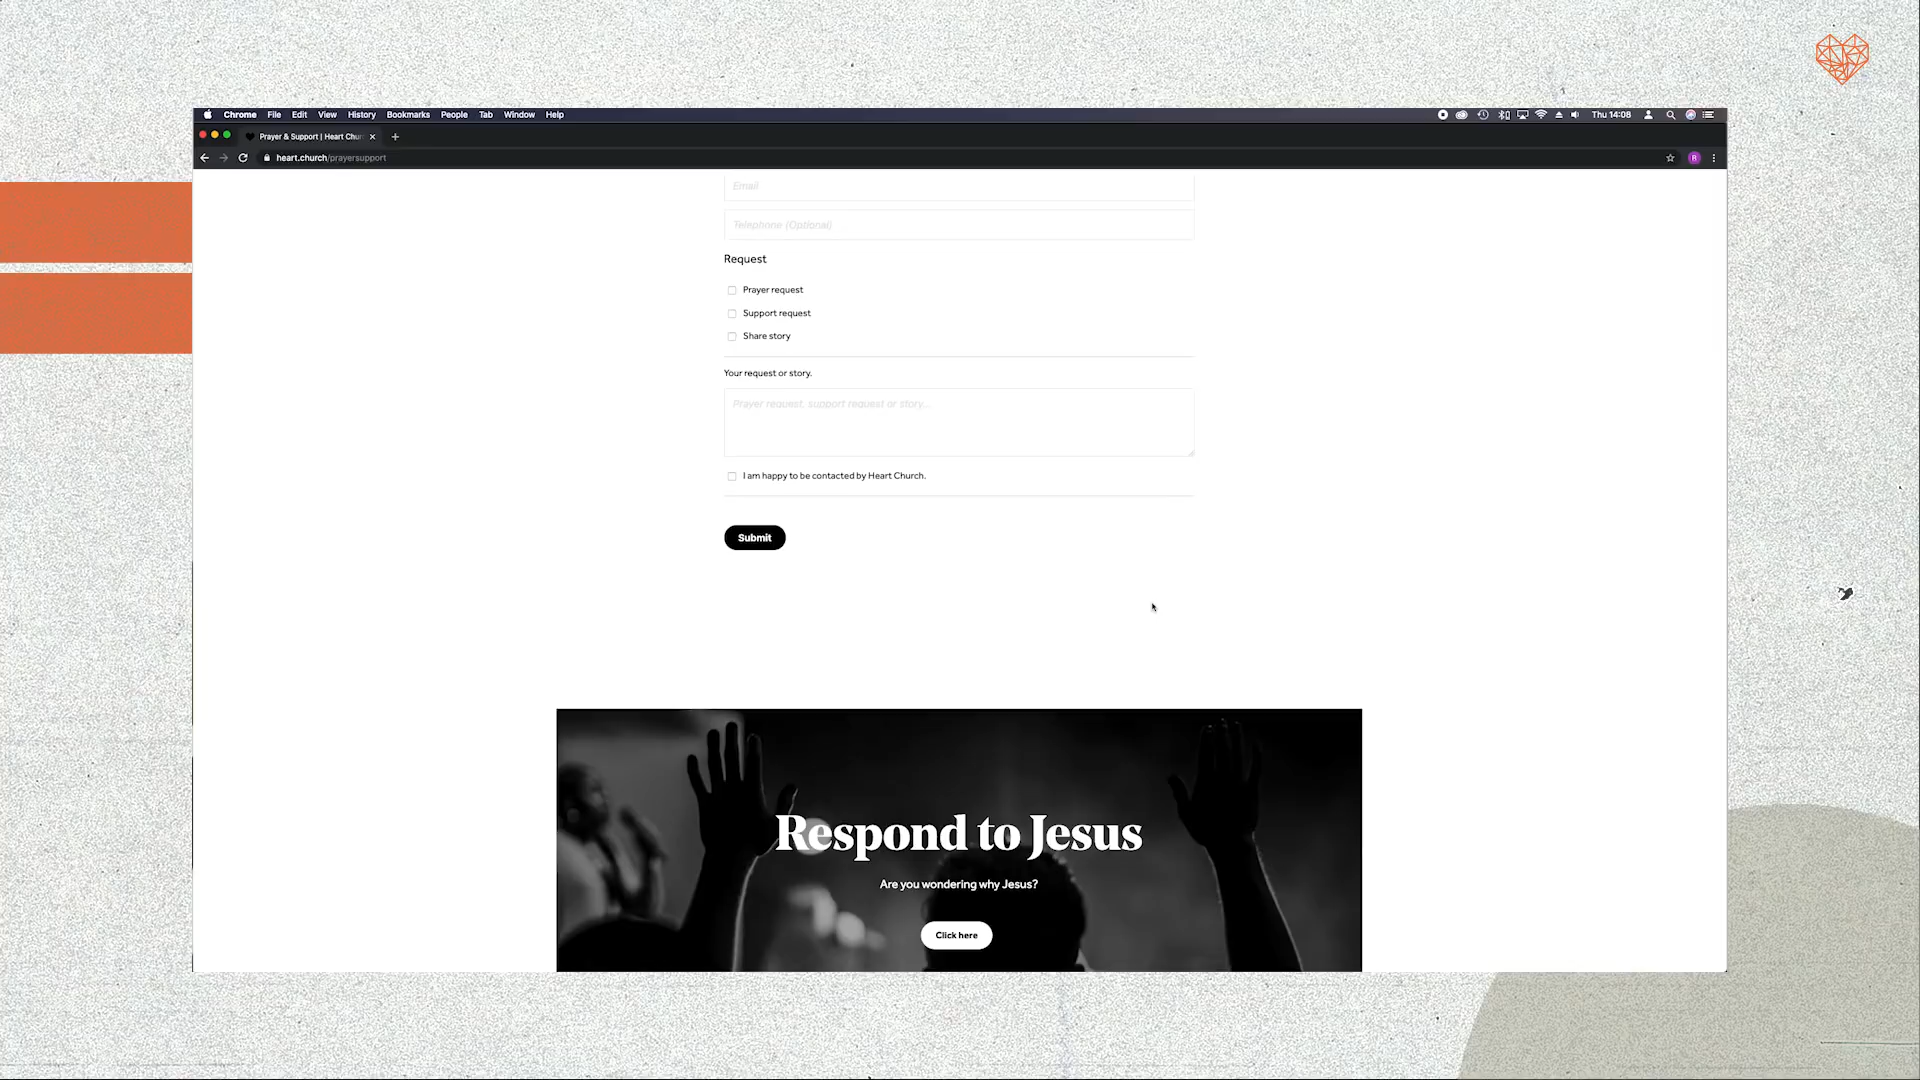 Chrome File Edit View History Bookmarks People Tab Window Help Thu 14:08
Prayer & Support | Heart Chur
heart.church/prayersupport R
Email
Telephone (Optional)
Request
Prayer request
Support request
Share story
Your request or story.
Prayer request, support request or story...
I am happy to be contacted by Heart Church.
Submit
Respond to Jesus
Are you wondering why Jesus?
Click here